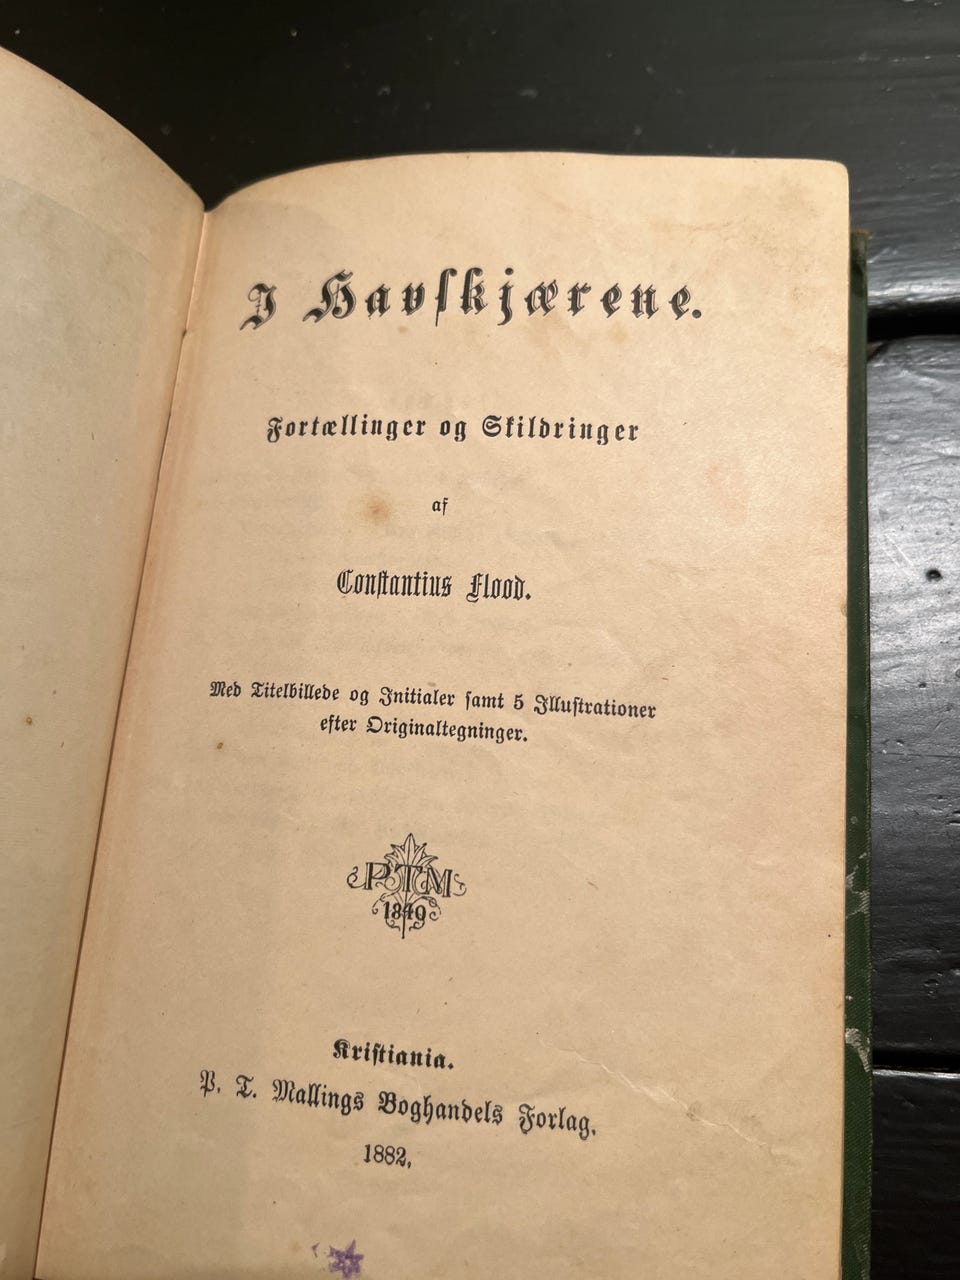 I Havſkjærene.
Fortællinger og Skildringer
af
Conſtantius Flood.
Med Titelbillede og Initialer ſamt 5 Illuſtrationer
efter Originaltegninger.
PTM
1849
Kriſtiania.
P. T. Mallings Boghandels Forlag.
1882.